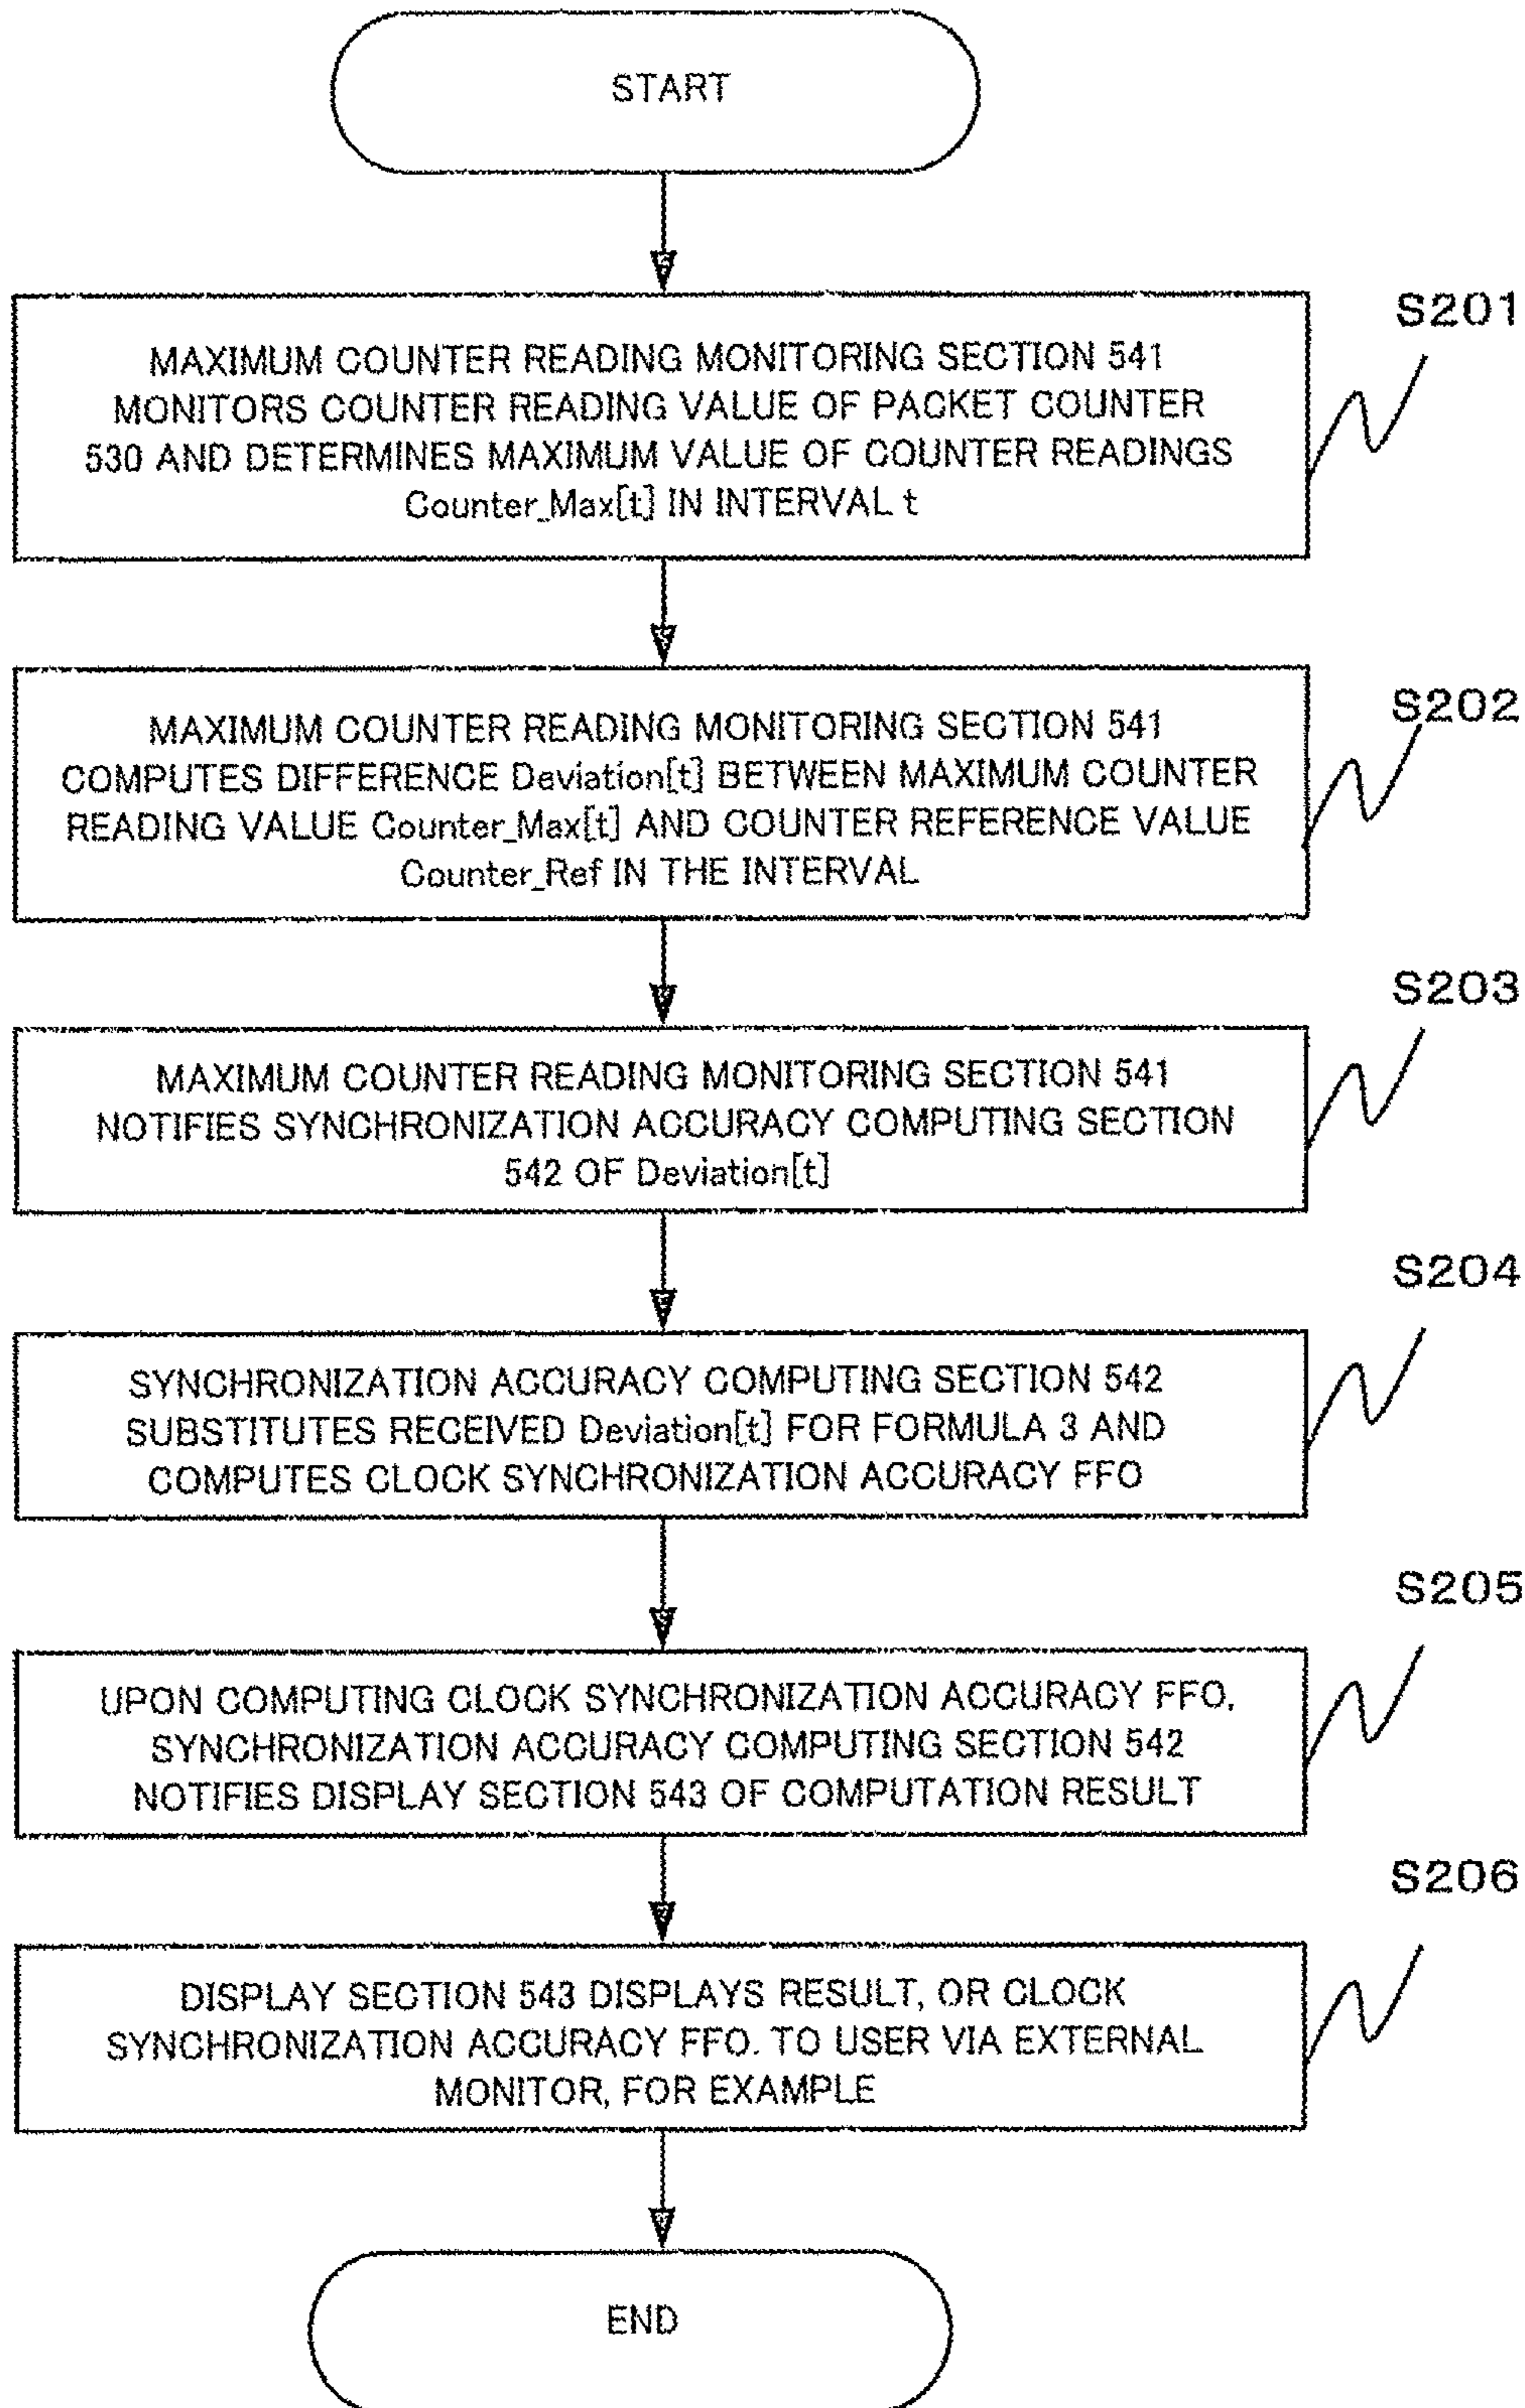 START
S201
MAXIMUM COUNTER READING MONITORING SECTION 541
MONITORS COUNTER READING VALUE OF PACKET COUNTER
530 AND DETERMINES MAXIMUM VALUE OF COUNTER READINGS
Counter_Max[t] IN INTERVAL t
S202
MAXIMUM COUNTER READING MONITORING SECTION 541
COMPUTES DIFFERENCE Deviation[t] BETWEEN MAXIMUM COUNTER
READING VALUE Counter_Max[t] AND COUNTER REFERENCE VALUE
Counter_Ref IN THE INTERVAL
S203
MAXIMUM COUNTER READING MONITORING SECTION 541
NOTIFIES SYNCHRONIZATION ACCURACY COMPUTING SECTION
542 OF Deviation[t]
S204
SYNCHRONIZATION ACCURACY COMPUTING SECTION 542
SUBSTITUTES RECEIVED Deviation[t] FOR FORMULA 3 AND
COMPUTES CLOCK SYNCHRONIZATION ACCURACY FFO
S205
UPON COMPUTING CLOCK SYNCHRONIZATION ACCURACY FFO,
SYNCHRONIZATION ACCURACY COMPUTING SECTION 542
NOTIFIES DISPLAY SECTION 543 OF COMPUTATION RESULT
S206
DISPLAY SECTION 543 DISPLAYS RESULT, OR CLOCK
SYNCHRONIZATION ACCURACY FFO. TO USER VIA EXTERNAL
MONITOR, FOR EXAMPLE
END